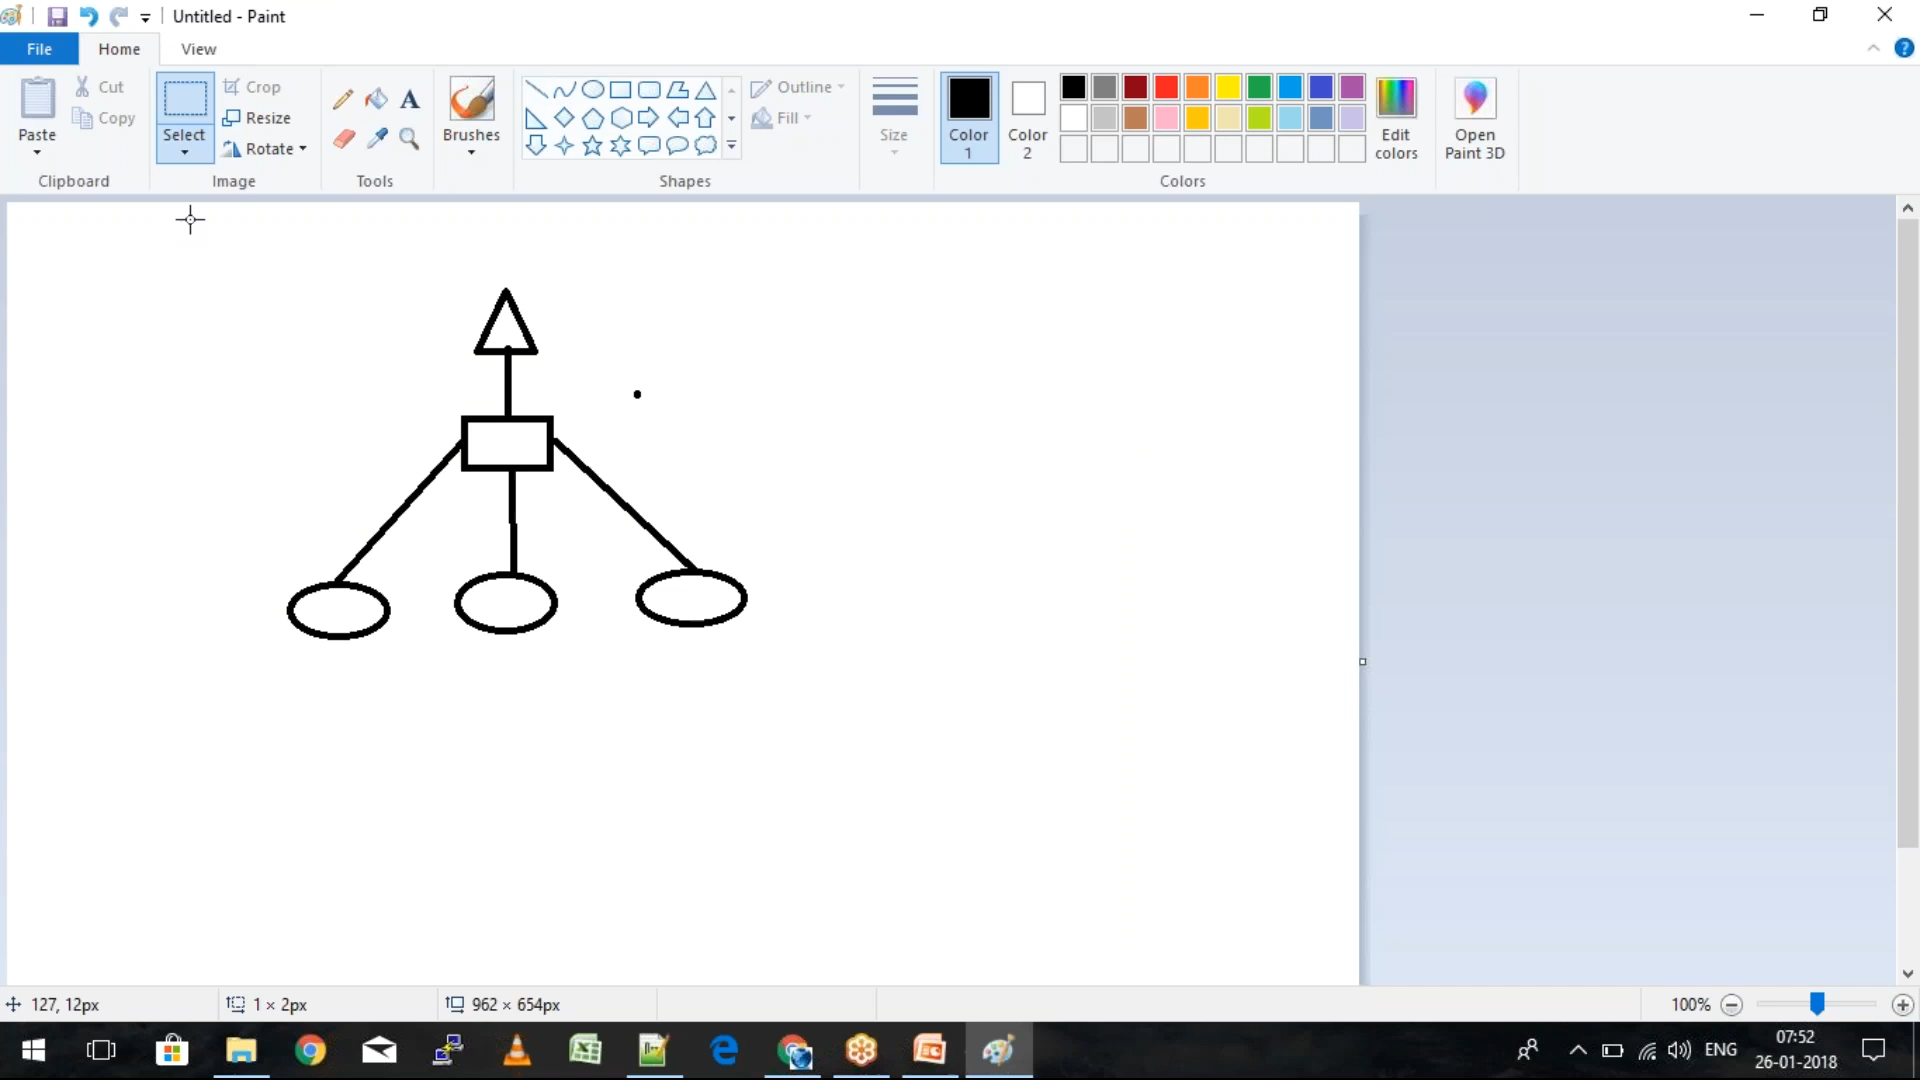 Untitled - Paint
File Home View
Paste Cut Copy Select Crop Resize Rotate A Brushes Outline Fill Size Color 1 Color 2 Edit colors Open Paint 3D
Clipboard Image Tools Shapes Colors
127, 12px 1 × 2px 962 × 654px 100%
ENG 07:52
26-01-2018